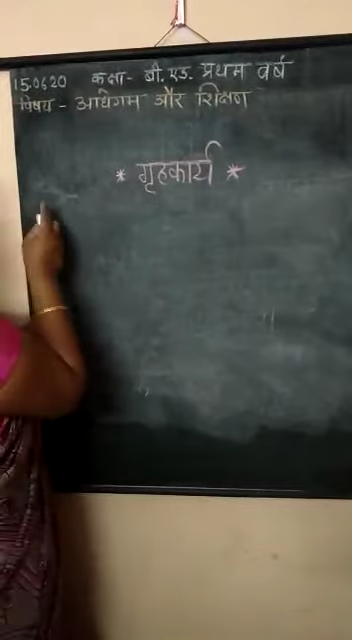 15.06.20 कक्षा- बी.एड. प्रथम वर्ष
विषय - अधिगम और शिक्षण
* गृहकार्य *